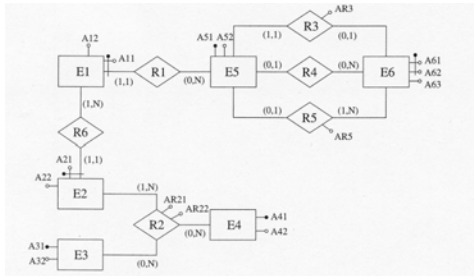 AR3
A12
A51 A52
R3
(1,1) (0,1)
A11
A61
E1 R1 E5 R4 E6
A62
(1,1) (0,N) (0,1) (0,N)
A63
(1,N)
(0,1) (1,N)
R5
R6
AR5
A21 (1,1)
A22
E2
(1,N)
AR21
AR22
A41
A31
R2 E4
(0,N)
A42
E3
A32
(0,N)